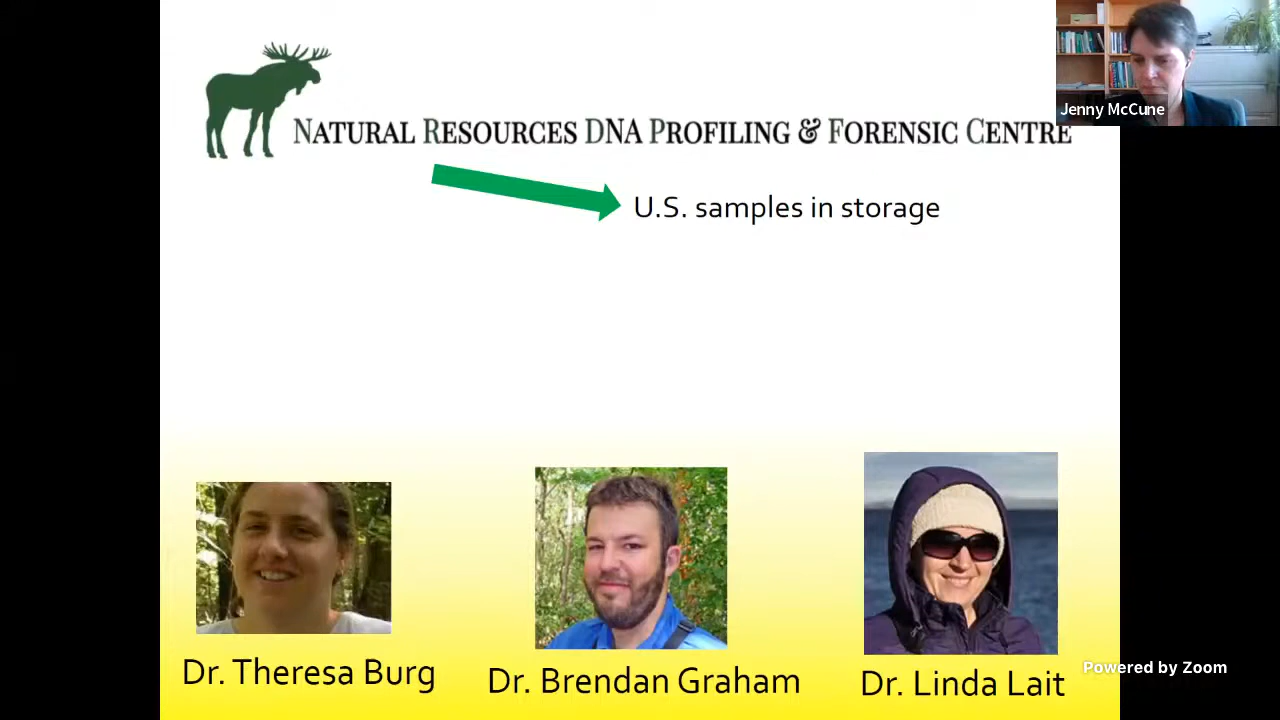 Jenny McCune
NATURAL RESOURCES DNA PROFILING & FORENSIC CENTRE
U.S. samples in storage
Dr. Theresa Burg
Dr. Brendan Graham
Dr. Linda Lait
Powered by Zoom